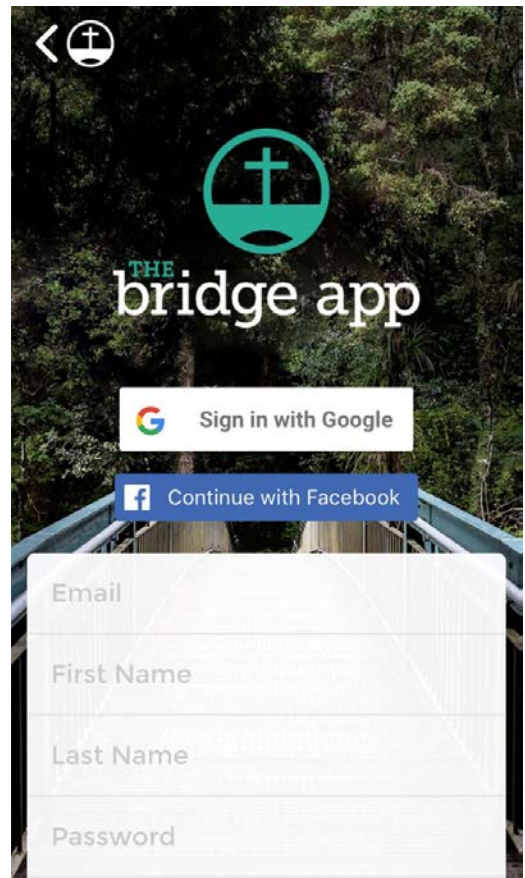 THE
bridge app
Sign in with Google
Continue with Facebook
Email
First Name
Last Name
Password